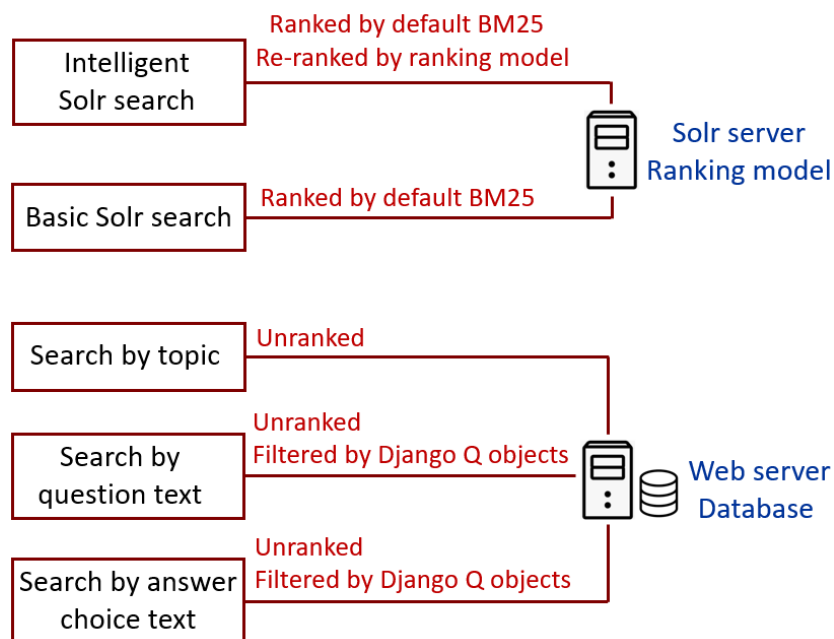 Intelligent
Solr search
Ranked by default BM25
Re-ranked by ranking model
Basic Solr search
Ranked by default BM25
Solr server
Ranking model
Search by topic
Unranked
Search by
question text
Unranked
Filtered by Django Q objects
Search by answer
choice text
Unranked
Filtered by Django Q objects
Web server
Database